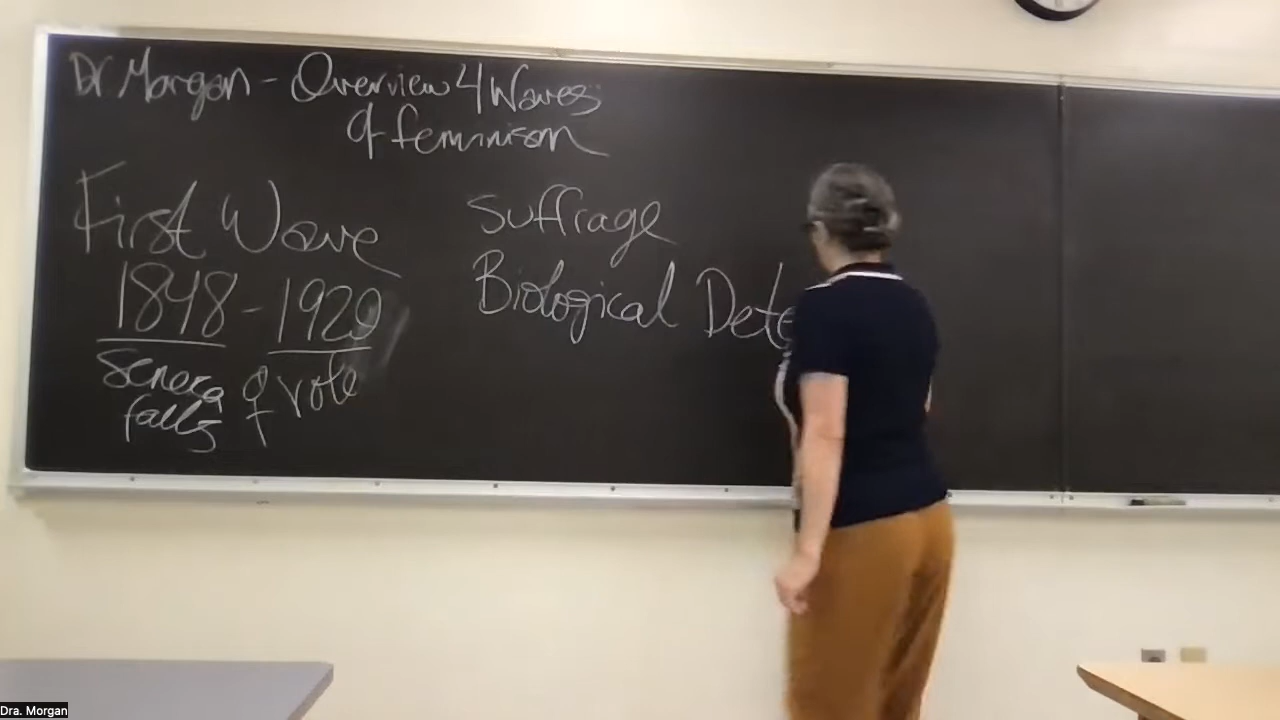 Dr Morgan - Overview 4 Waves
of feminism
First Wave
1848 - 1920
seneca falls ♀ vote
Suffrage
Biological Dete
Dra. Morgan